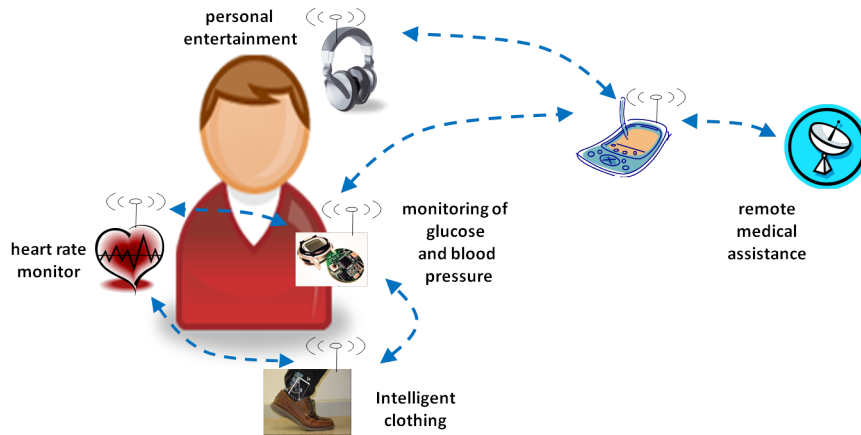 personal
entertainment
heart rate
monitor
monitoring of
glucose
and blood
pressure
remote
medical
assistance
Intelligent
clothing